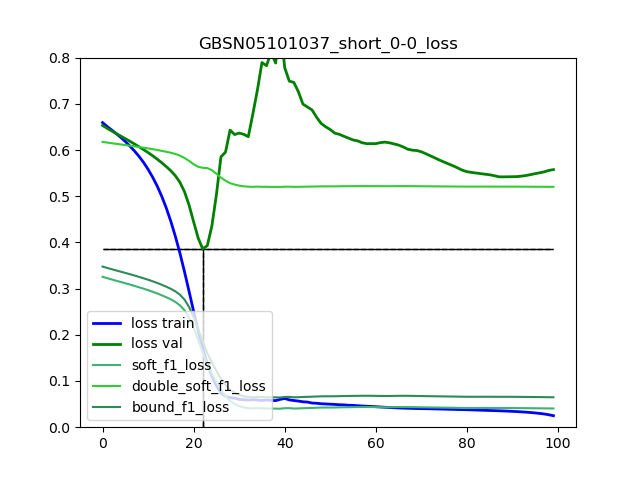 GBSN05101037_short_0-0_loss
0.8
0.7
0.6
0.5
0.4
0.3
0.2
0.1
0.0
loss train
loss val
soft_f1_loss
double_soft_f1_loss
bound_f1_loss
0 20 40 60 80 100